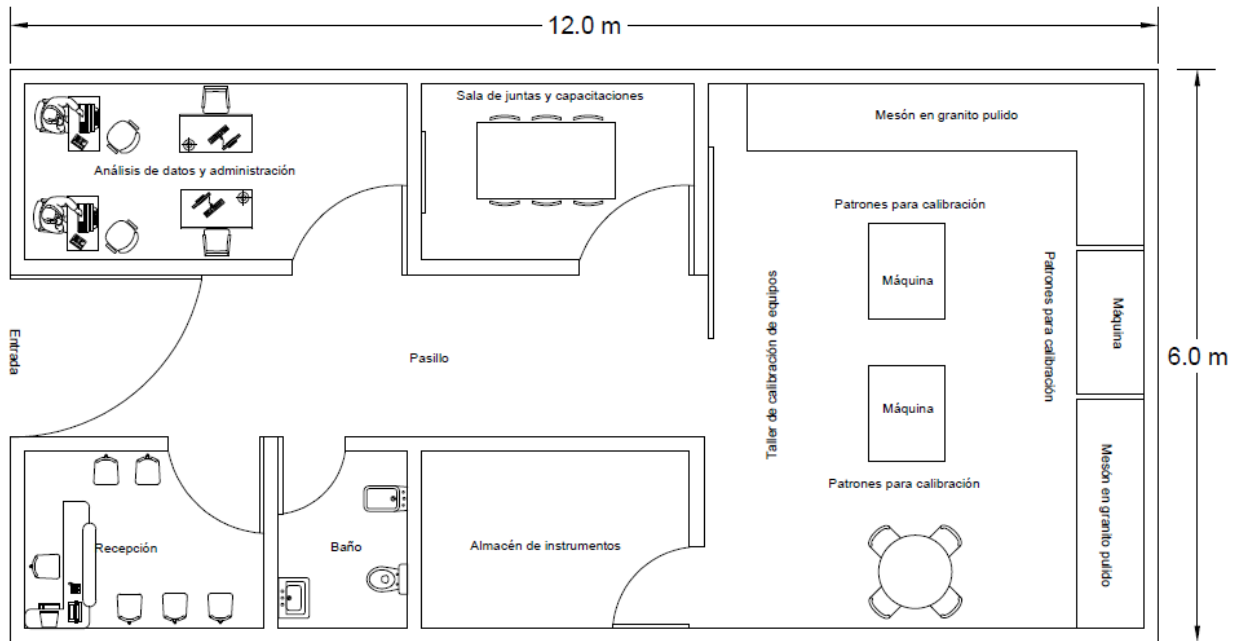 12.0 m
Sala de juntas y capacitaciones
Mesón en granito pulido
Análisis de datos y administración
Patrones para calibración
Máquina
Patrones para calibración
Máquina
Taller de calibración de equipos
Entrada
Pasillo
6.0 m
Máquina
Patrones para calibración
Mesón en granito pulido
Recepción
Baño
Almacén de instrumentos